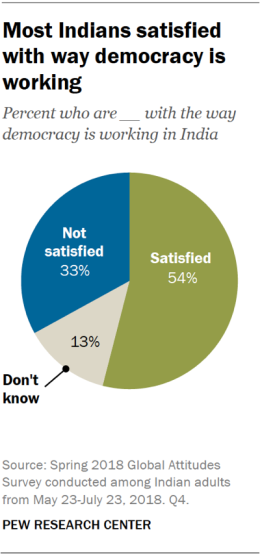 Most Indians satisfied
with way democracy is
working
Percent who are __ with the way
democracy is working in India
Not
satisfied
33%
Satisfied
54%
13%
Don't
know
Source: Spring 2018 Global Attitudes
Survey conducted among Indian adults
from May 23-July 23, 2018. Q4.
PEW RESEARCH CENTER